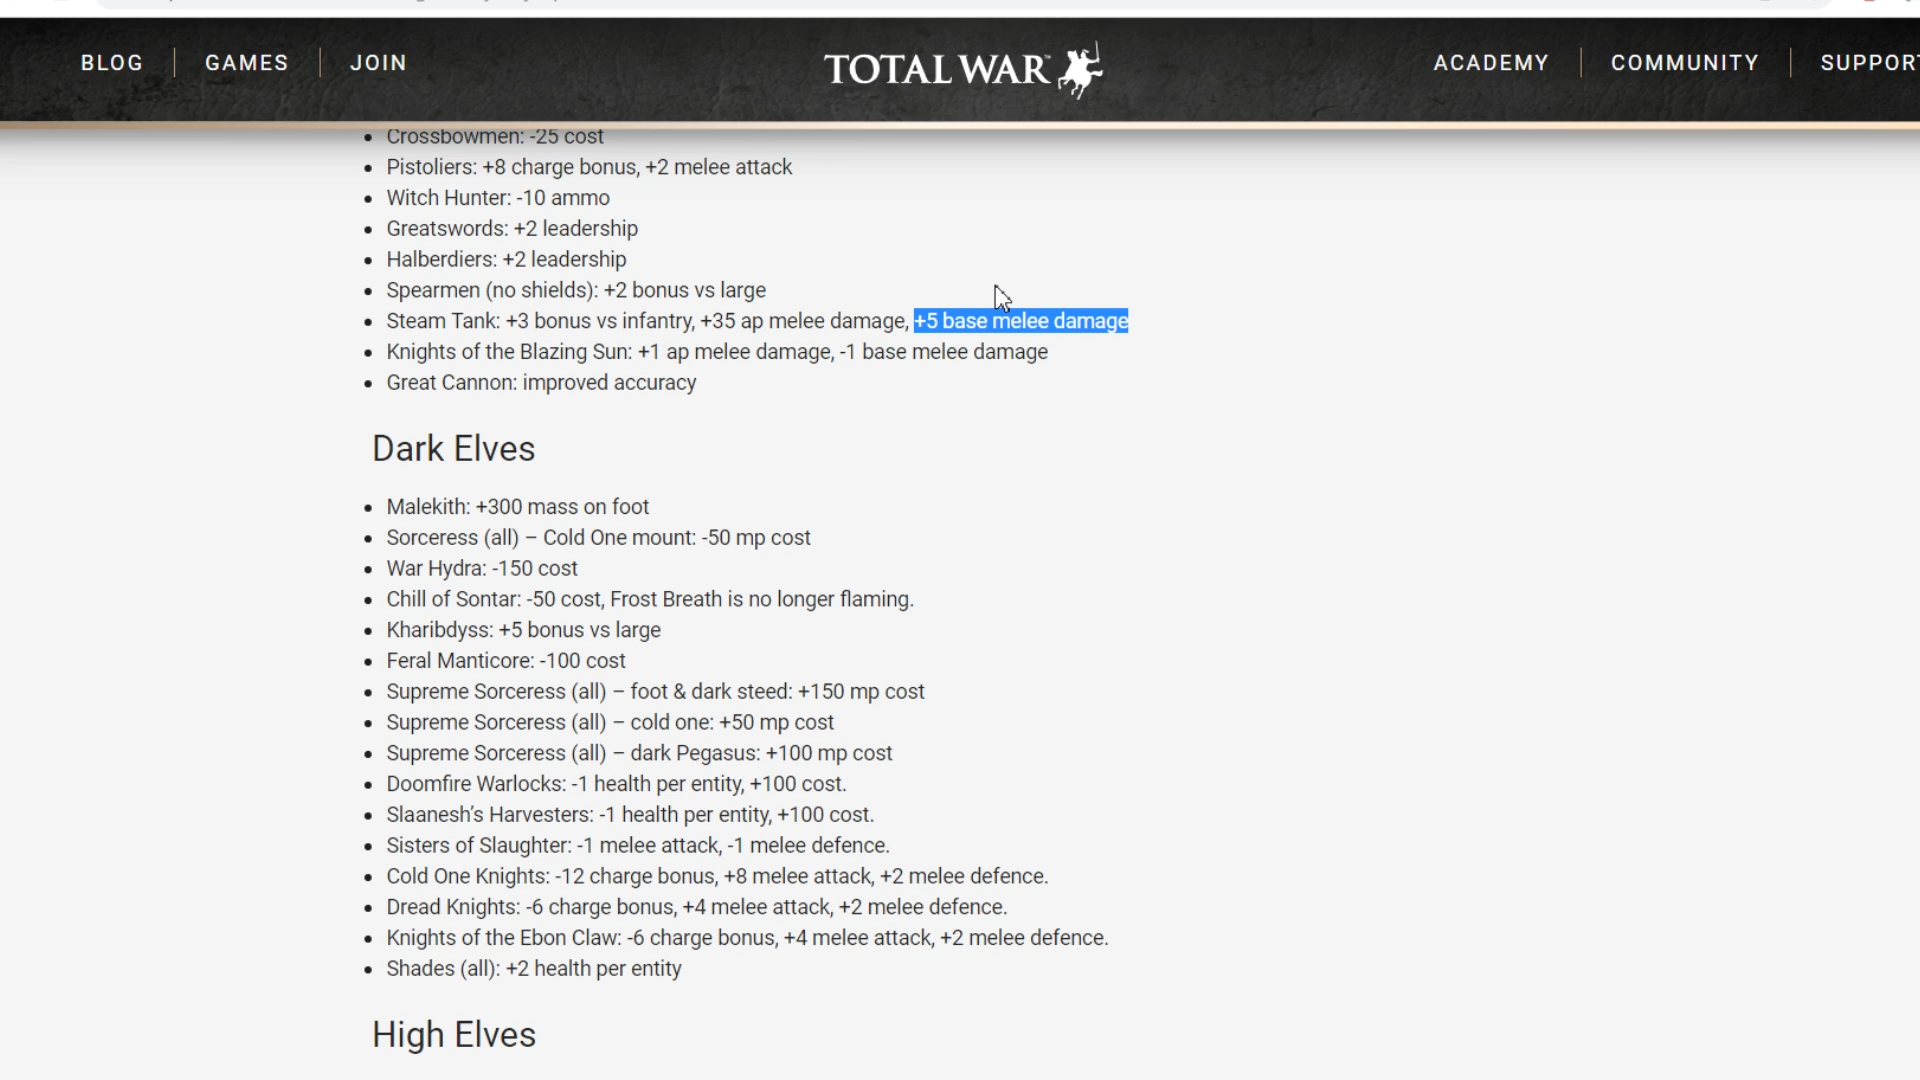 BLOG
GAMES
JOIN
TOTAL WAR™
ACADEMY
COMMUNITY
SUPPORT
Crossbowmen: -25 cost
Pistoliers: +8 charge bonus, +2 melee attack
Witch Hunter: -10 ammo
Greatswords: +2 leadership
Halberdiers: +2 leadership
Spearmen (no shields): +2 bonus vs large
Steam Tank: +3 bonus vs infantry, +35 ap melee damage, +5 base melee damage
Knights of the Blazing Sun: +1 ap melee damage, -1 base melee damage
Great Cannon: improved accuracy
Dark Elves
Malekith: +300 mass on foot
Sorceress (all) – Cold One mount: -50 mp cost
War Hydra: -150 cost
Chill of Sontar: -50 cost, Frost Breath is no longer flaming.
Kharibdyss: +5 bonus vs large
Feral Manticore: -100 cost
Supreme Sorceress (all) – foot & dark steed: +150 mp cost
Supreme Sorceress (all) – cold one: +50 mp cost
Supreme Sorceress (all) – dark Pegasus: +100 mp cost
Doomfire Warlocks: -1 health per entity, +100 cost.
Slaanesh’s Harvesters: -1 health per entity, +100 cost.
Sisters of Slaughter: -1 melee attack, -1 melee defence.
Cold One Knights: -12 charge bonus, +8 melee attack, +2 melee defence.
Dread Knights: -6 charge bonus, +4 melee attack, +2 melee defence.
Knights of the Ebon Claw: -6 charge bonus, +4 melee attack, +2 melee defence.
Shades (all): +2 health per entity
High Elves